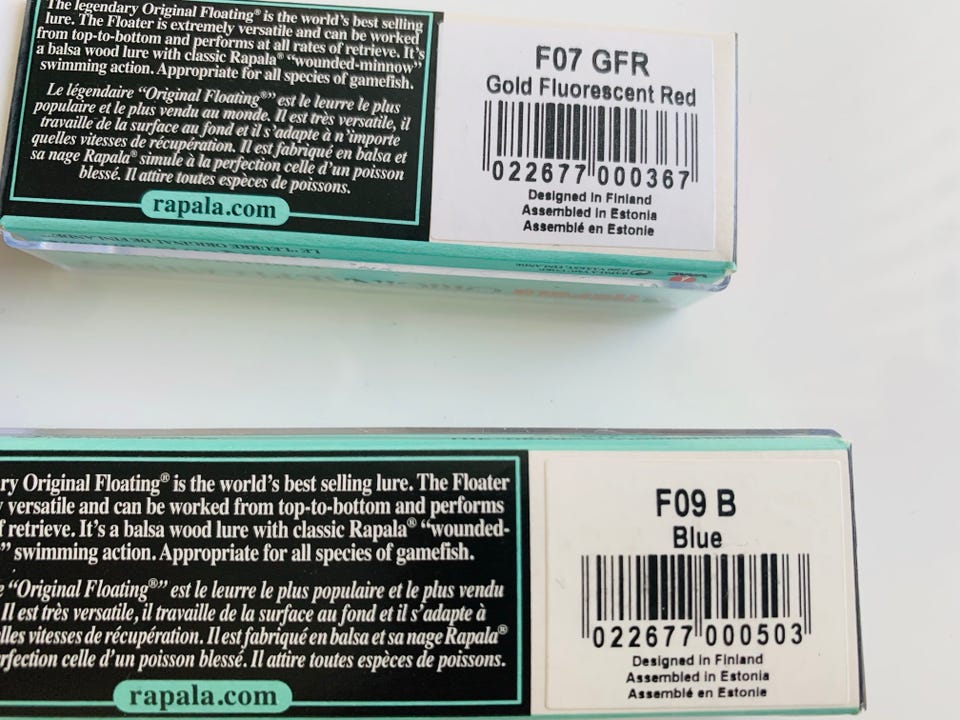 The legendary Original Floating® is the world's best selling
lure. The Floater is extremely versatile and can be worked
from top-to-bottom and performs at all rates of retrieve. It's
a balsa wood lure with classic Rapala® "wounded-minnow"
swimming action. Appropriate for all species of gamefish.
Le légendaire "Original Floating®" est le leurre le plus
populaire et le plus vendu au monde. Il est très versatile, il
travaille de la surface au fond et il s'adapte à n'importe
quelles vitesses de récupération. Il est fabriqué en balsa et
sa nage Rapala® simule à la perfection celle d'un poisson
blessé. Il attire toutes espèces de poissons.
rapala.com
F07 GFR
Gold Fluorescent Red
022677 000367
Designed in Finland
Assembled in Estonia
Assemblé en Estonie
LE "LEURRE ORIGINAL DE FINLANDE"
ry Original Floating® is the world's best selling lure. The Floater
versatile and can be worked from top-to-bottom and performs
f retrieve. It's a balsa wood lure with classic Rapala® "wounded-
" swimming action. Appropriate for all species of gamefish.
e "Original Floating®" est le leurre le plus populaire et le plus vendu
Il est très versatile, il travaille de la surface au fond et il s'adapte à
lles vitesses de récupération. Il est fabriqué en balsa et sa nage Rapala®
rfection celle d'un poisson blessé. Il attire toutes espèces de poissons.
rapala.com
F09 B
Blue
022677 000503
Designed in Finland
Assembled in Estonia
Assemblé en Estonie